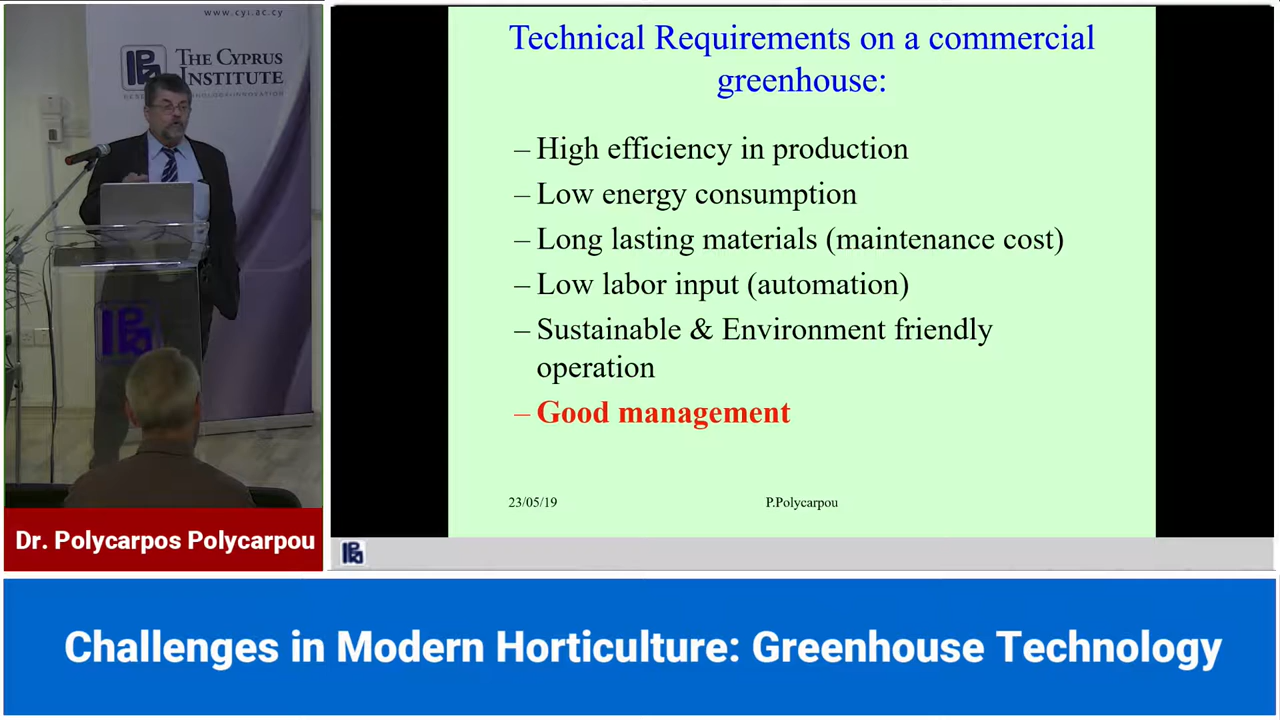 www.cyi.ac.cy
THE CYPRUS
INSTITUTE
Technical Requirements on a commercial
greenhouse:
– High efficiency in production
– Low energy consumption
– Long lasting materials (maintenance cost)
– Low labor input (automation)
– Sustainable & Environment friendly
operation
– Good management
23/05/19
P.Polycarpou
Dr. Polycarpos Polycarpou
Challenges in Modern Horticulture: Greenhouse Technology